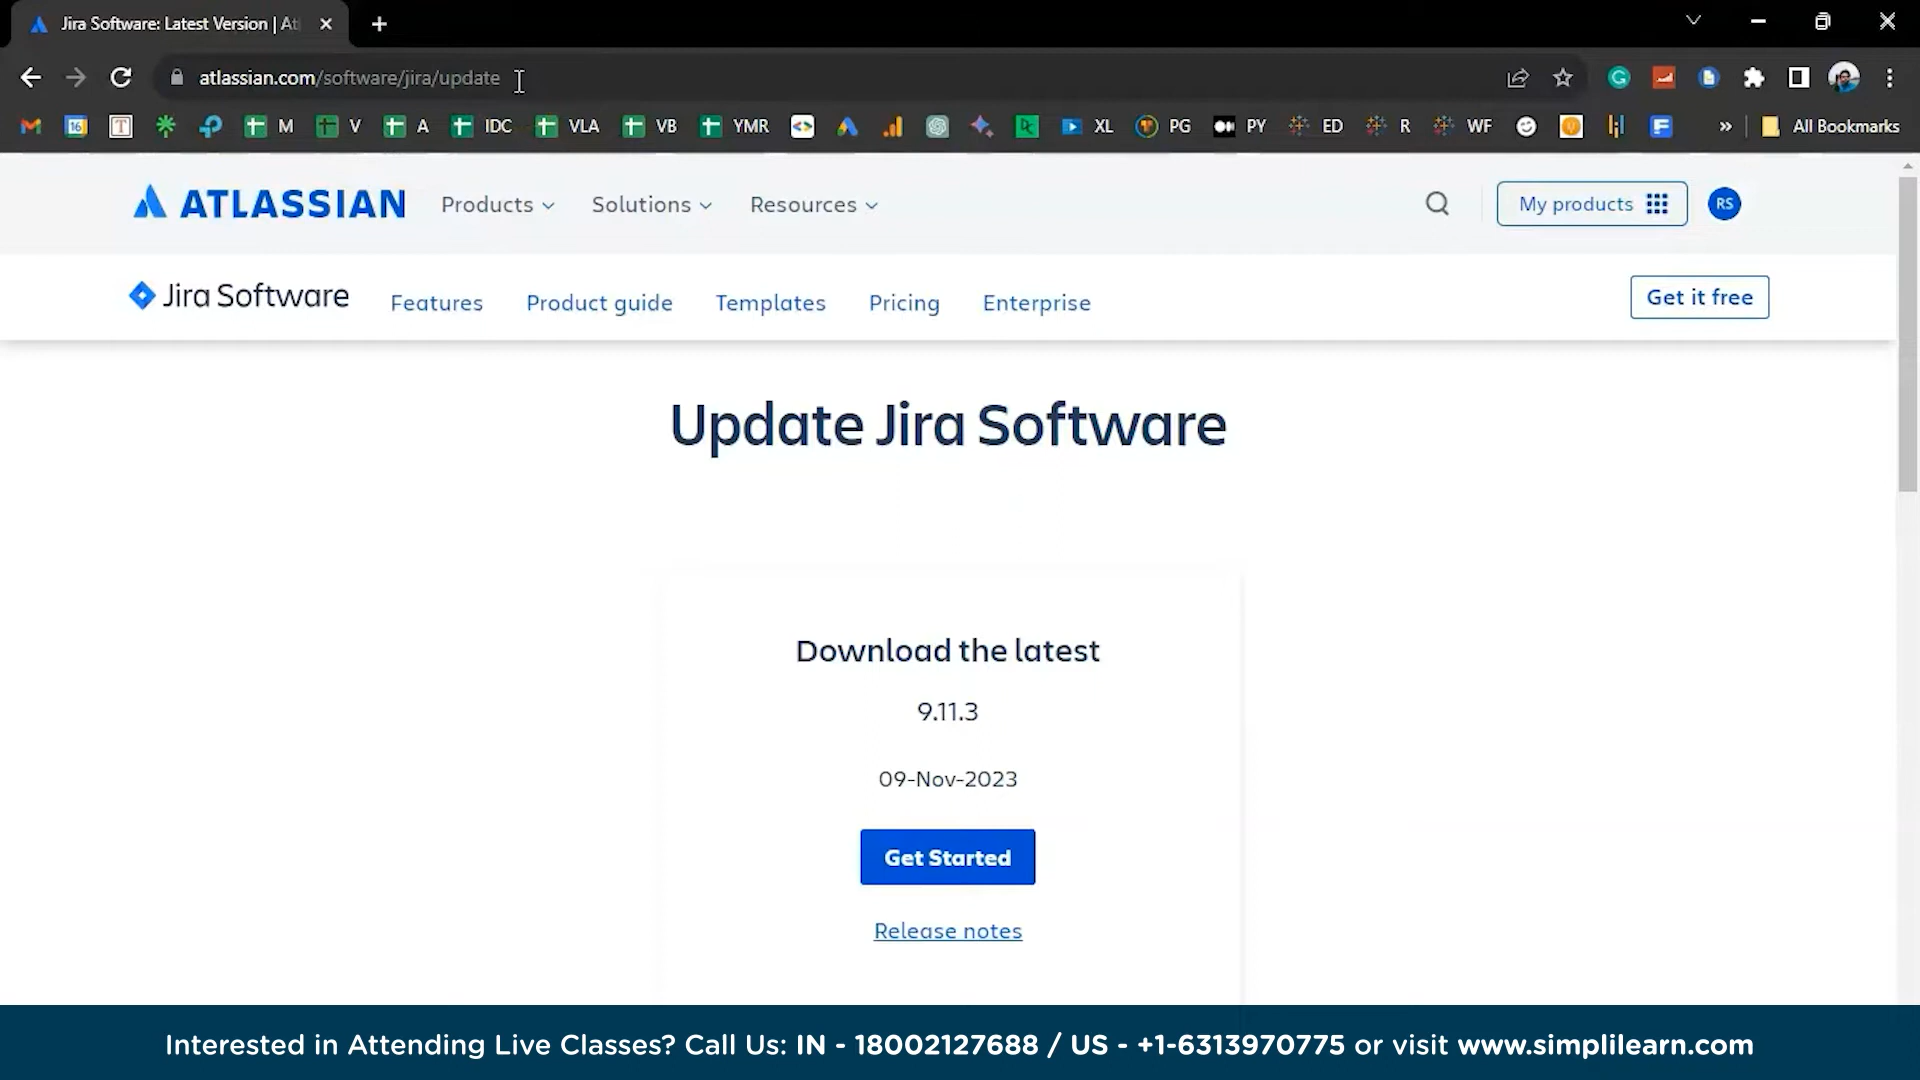 Jira Software: Latest Version | At
atlassian.com/software/jira/update
16 T M V A IDC VLA VB YMR XL PG PY ED R WF » All Bookmarks
ATLASSIAN Products Solutions Resources My products RS
Jira Software Features Product guide Templates Pricing Enterprise Get it free
Update Jira Software
Download the latest
9.11.3
09-Nov-2023
Get Started
Release notes
Interested in Attending Live Classes? Call Us: IN - 18002127688 / US - +1-6313970775 or visit www.simplilearn.com